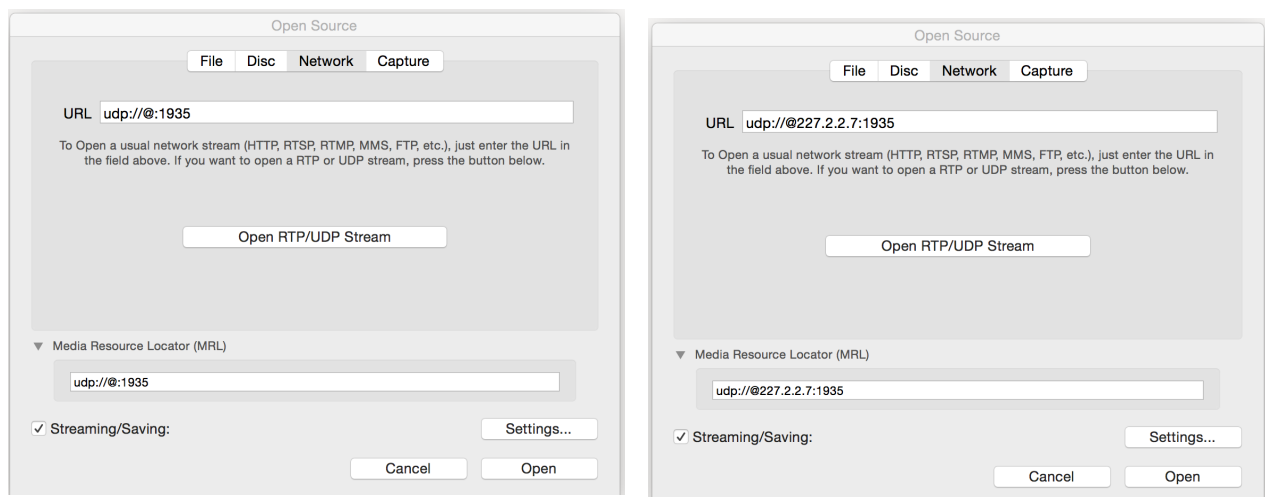 Open Source
File Disc Network Capture
URL udp://@:1935
To Open a usual network stream (HTTP, RTSP, RTMP, MMS, FTP, etc.), just enter the URL in
the field above. If you want to open a RTP or UDP stream, press the button below.
Open RTP/UDP Stream
Media Resource Locator (MRL)
udp://@:1935
Streaming/Saving:
Settings...
Cancel Open
Open Source
File Disc Network Capture
URL udp://@227.2.2.7:1935
To Open a usual network stream (HTTP, RTSP, RTMP, MMS, FTP, etc.), just enter the URL in
the field above. If you want to open a RTP or UDP stream, press the button below.
Open RTP/UDP Stream
Media Resource Locator (MRL)
udp://@227.2.2.7:1935
Streaming/Saving:
Settings...
Cancel Open